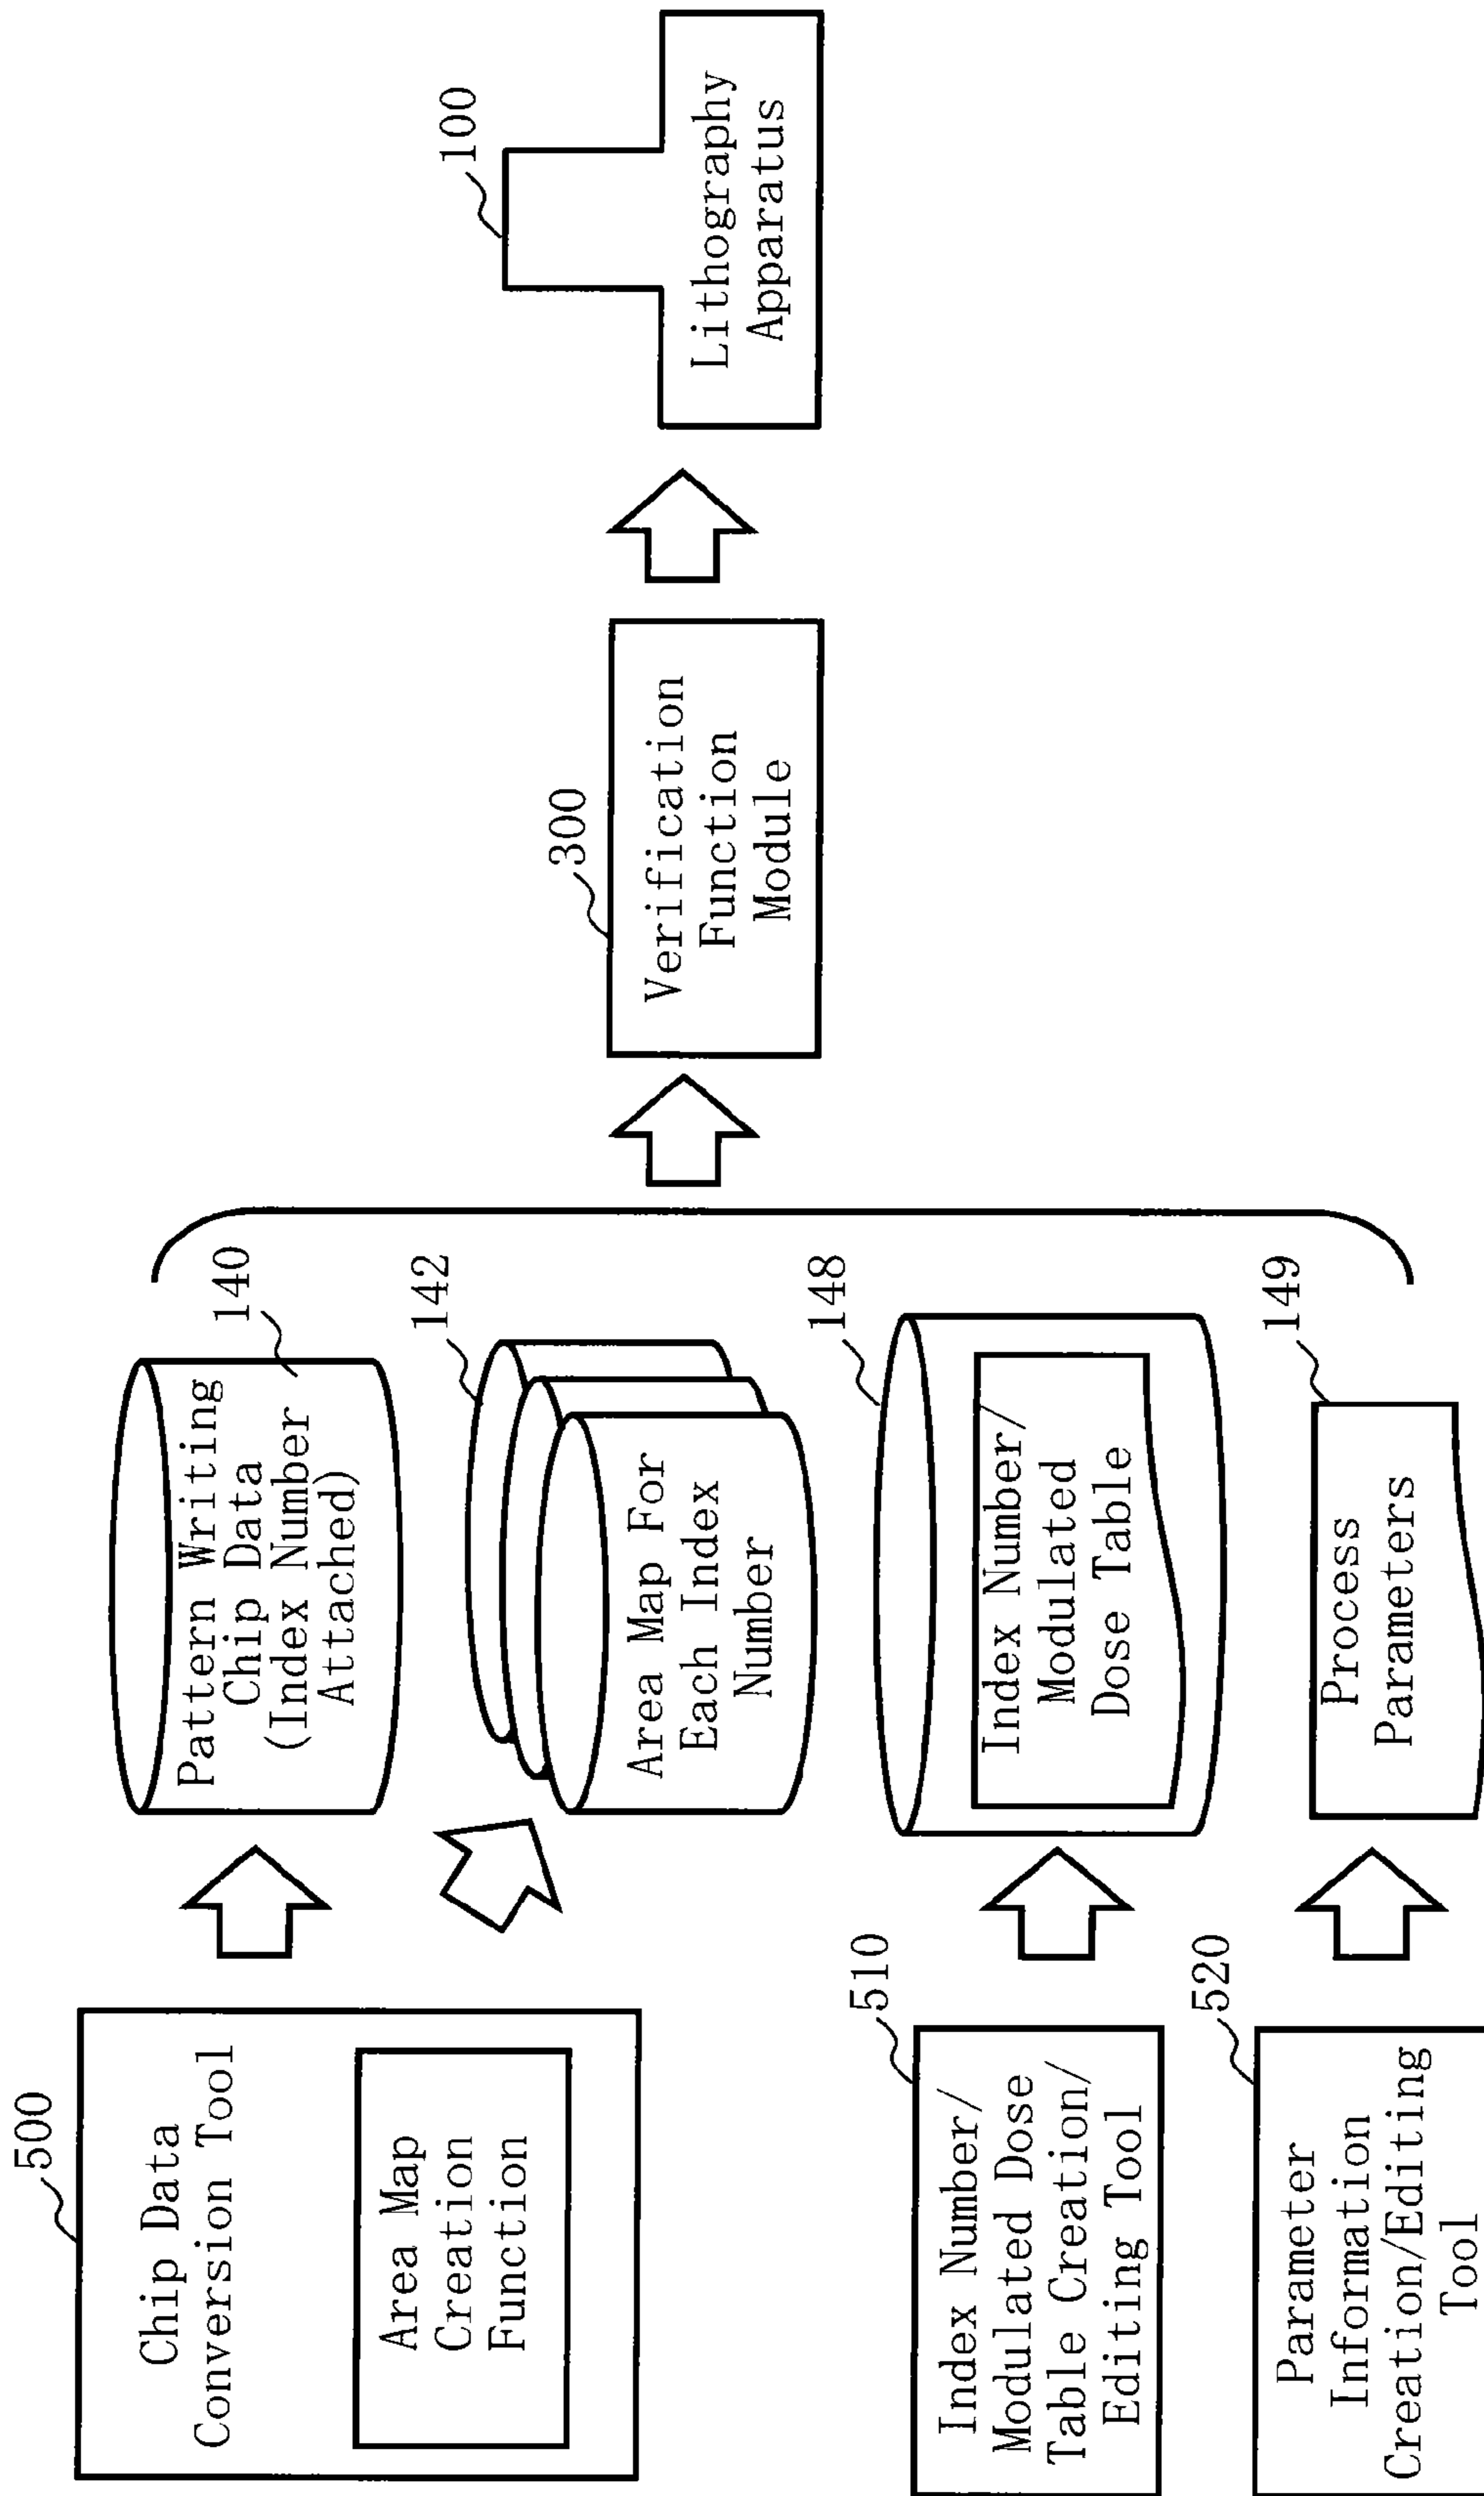 500
Chip Data
Conversion Tool
Area Map
Creation
Function
510
Index Number/
Modulated Dose
Table Creation/
Editing Tool
520
Parameter
Information
Creation/Editing
Tool
140
Pattern Writing
Chip Data
(Index Number
Attached)
142
Area Map For
Each Index
Number
148
Index Number/
Modulated
Dose Table
149
Process
Parameters
300
Verification
Function
Module
100
Lithography
Apparatus